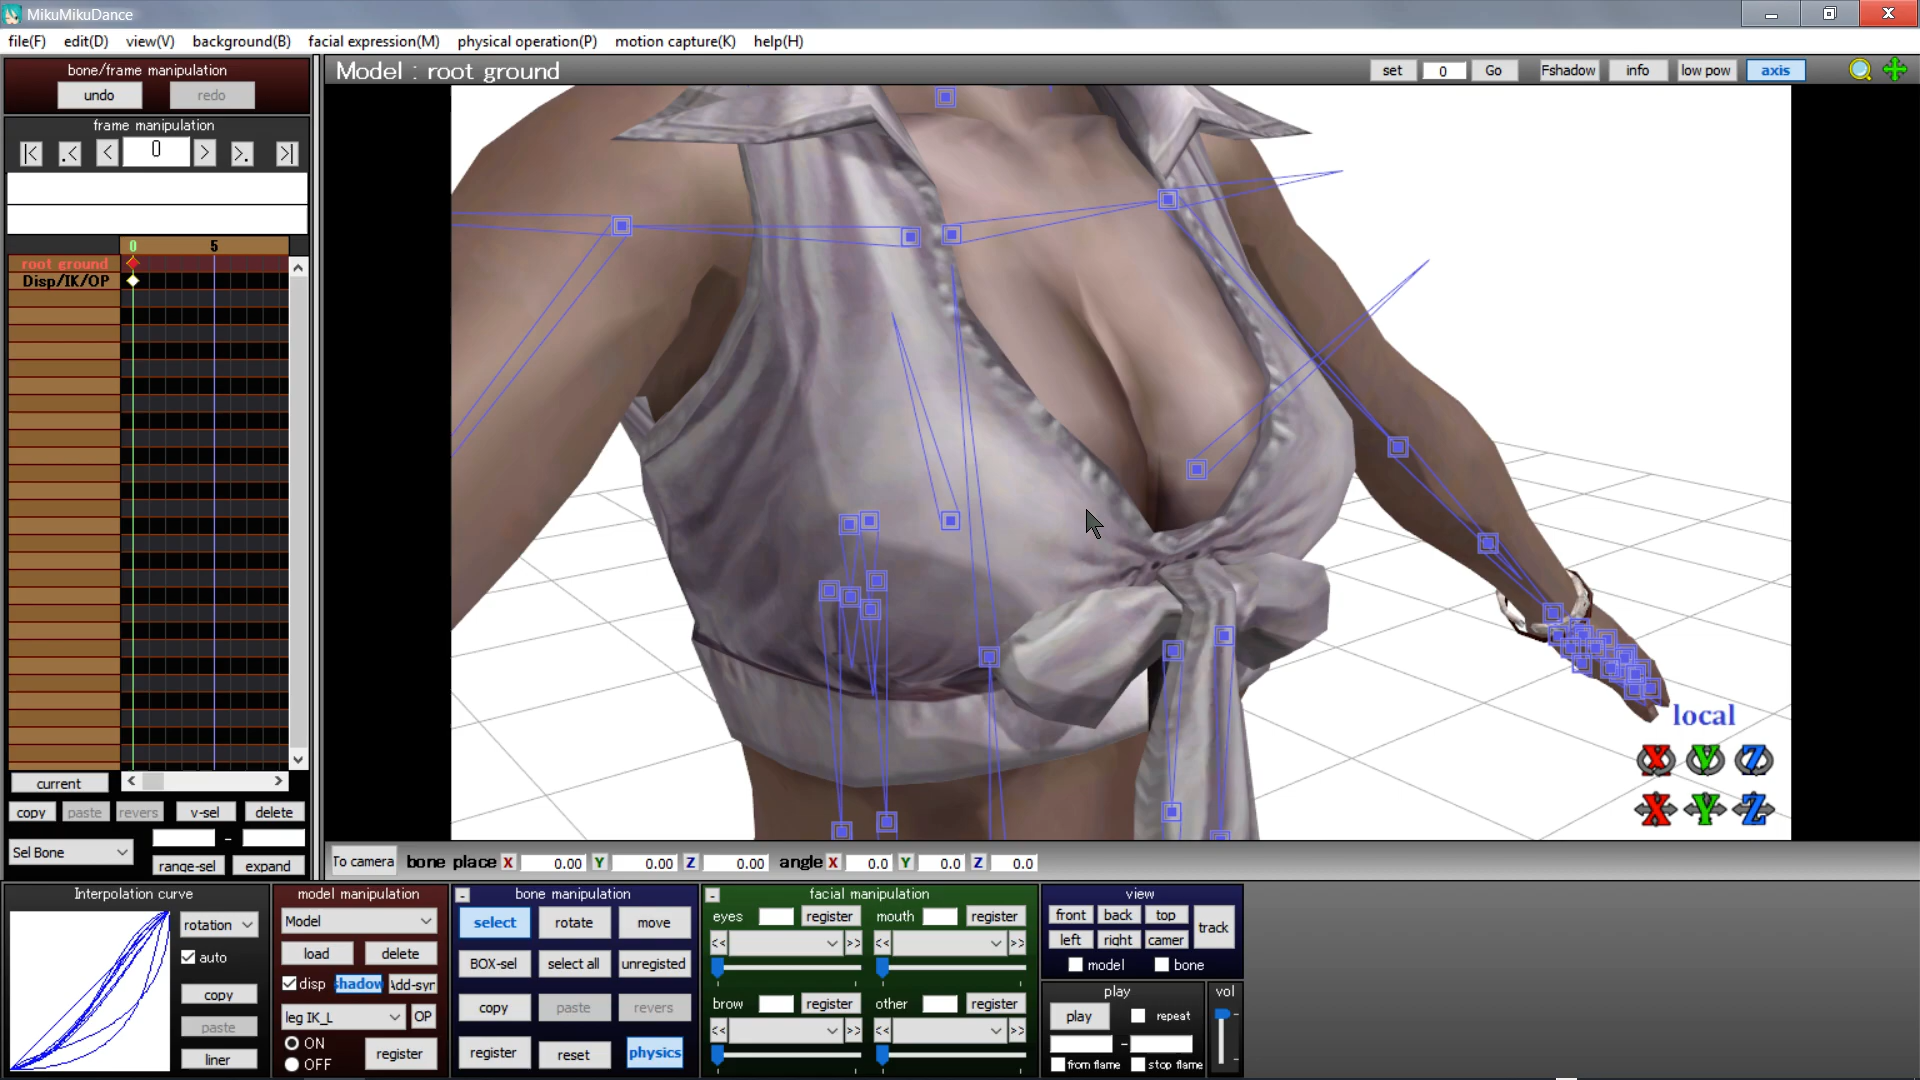 MikuMikuDance
file(F) edit(D) view(V) background(B) facial expression(M) physical operation(P) motion capture(K) help(H)
bone/frame manipulation
undo redo
frame manipulation
|< .< < 0 > >. >|
Model : root ground
set 0 Go Fshadow info low pow axis
0 5
root ground
Disp/IK/OP
current < >
copy paste revers v-sel delete
-
Sel Bone range-sel expand
local
X Y Z
X Y Z
To camera bone place X 0.00 Y 0.00 Z 0.00 angle X 0.0 Y 0.0 Z 0.0
Interpolation curve
rotation
auto
copy
paste
liner
model manipulation
Model
load delete
disp shadow Add-syn
leg IK_L OP
ON
OFF
register
- bone manipulation
select rotate move
BOX-sel select all unregisted
copy paste revers
register reset physics
- facial manipulation
eyes register mouth register
<< >> << >>
brow register other register
<< >> << >>
view
front back top
left right camer
track
model bone
play
play repeat
-
from flame stop flame
vol